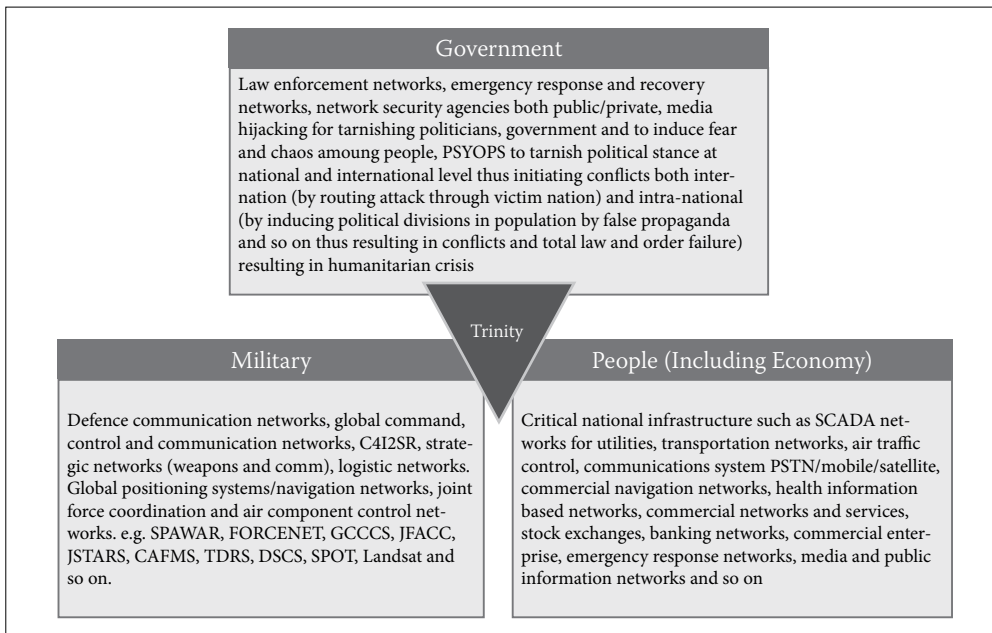 Government
Law enforcement networks, emergency response and recovery
networks, network security agencies both public/private, media
hijacking for tarnishing politicians, government and to induce fear
and chaos amoung people, PSYOPS to tarnish political stance at
national and international level thus initiating conflicts both inter-
nation (by routing attack through victim nation) and intra-national
(by inducing political divisions in population by false propaganda
and so on thus resulting in conflicts and total law and order failure)
resulting in humanitarian crisis
Trinity
Military
Defence communication networks, global command,
control and communication networks, C4I2SR, strate-
gic networks (weapons and comm), logistic networks.
Global positioning systems/navigation networks, joint
force coordination and air component control net-
works. e.g. SPAWAR, FORCENET, GCCCS, JFACC,
JSTARS, CAFMS, TDRS, DSCS, SPOT, Landsat and
so on.
People (Including Economy)
Critical national infrastructure such as SCADA net-
works for utilities, transportation networks, air traffic
control, communications system PSTN/mobile/satellite,
commercial navigation networks, health information
based networks, commercial networks and services,
stock exchanges, banking networks, commercial enter-
prise, emergency response networks, media and public
information networks and so on